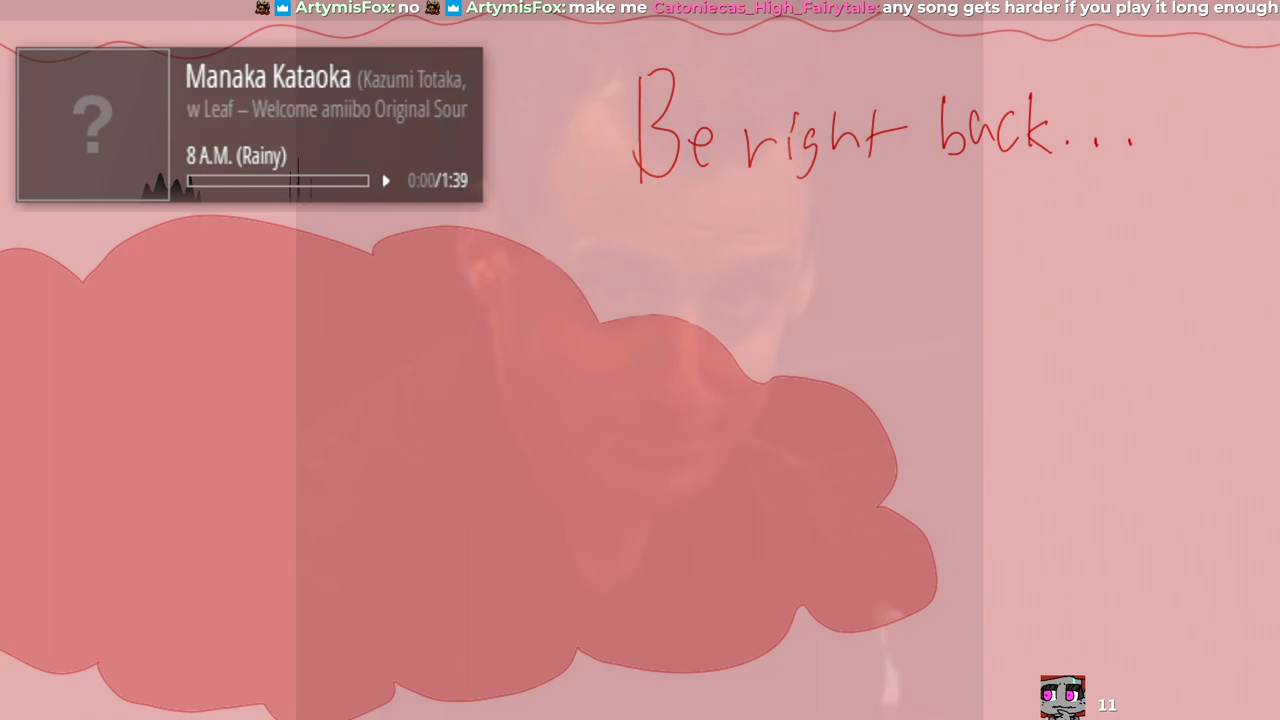 ArtymisFox: no ArtymisFox: make me Catoniecas_High_Fairytale: any song gets harder if you play it long enough
Manaka Kataoka (Kazumi Totaka,
w Leaf – Welcome amiibo Original Sour
8 A.M. (Rainy)
0:00/1:39
Be right back...
11